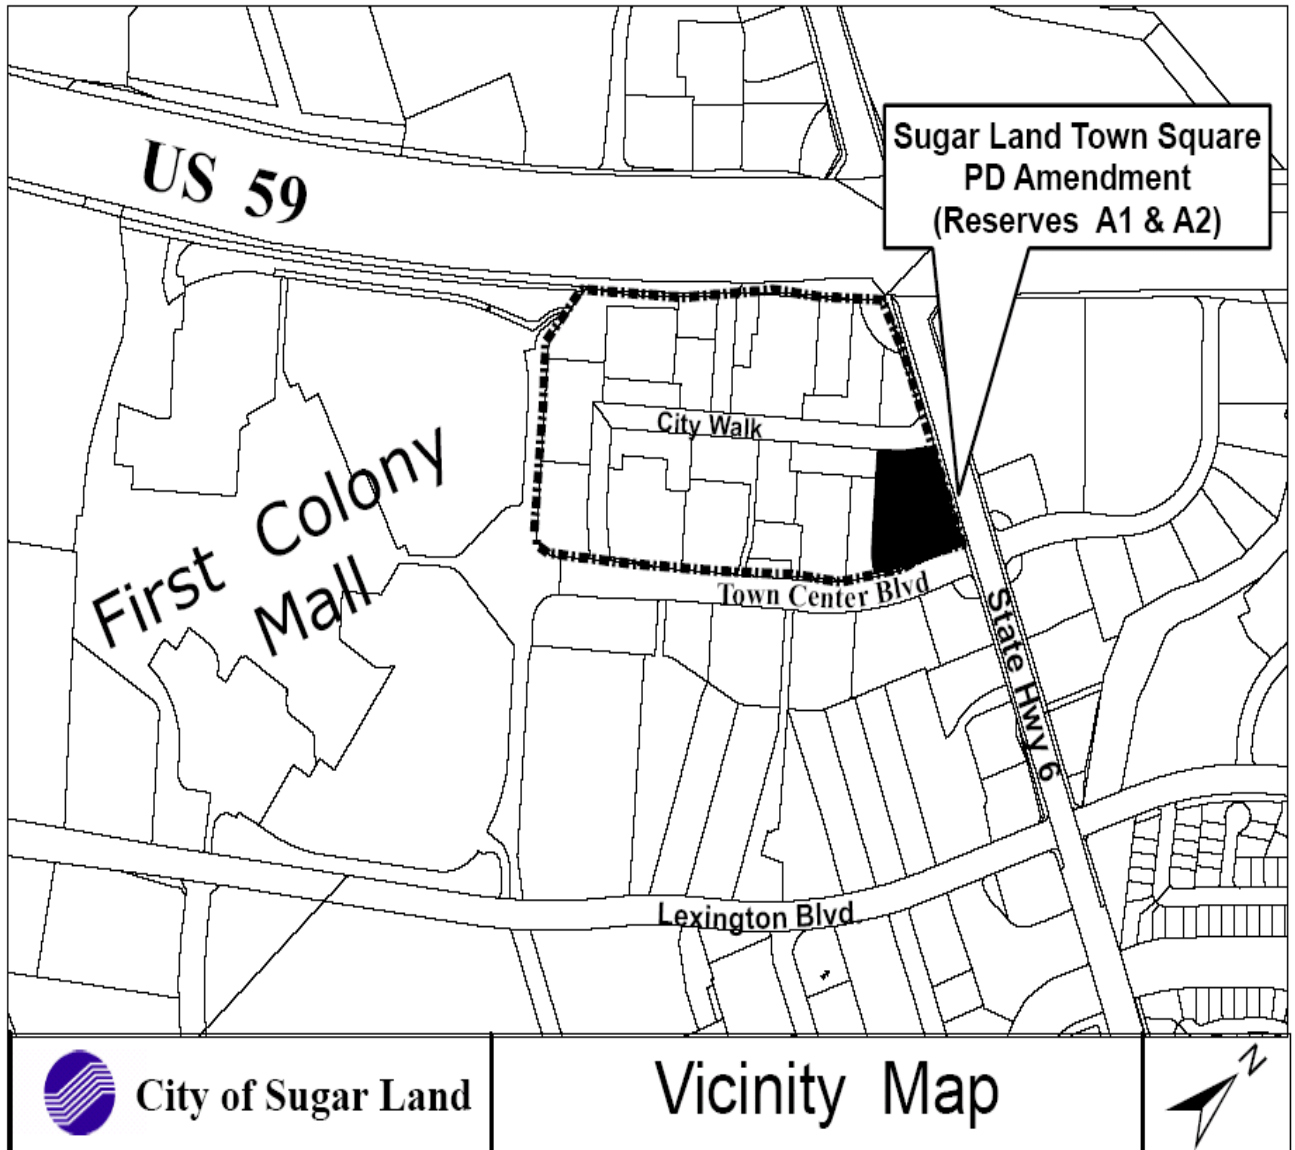 US 59
Sugar Land Town Square
PD Amendment
(Reserves A1 & A2)
City Walk
First Colony
Mall
Town Center Blvd
State Hwy 6
Lexington Blvd
City of Sugar Land
Vicinity Map
N